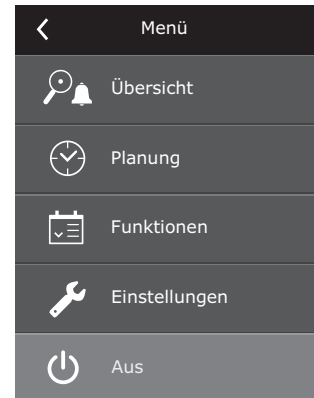 Menü
Übersicht
Planung
Funktionen
Einstellungen
Aus